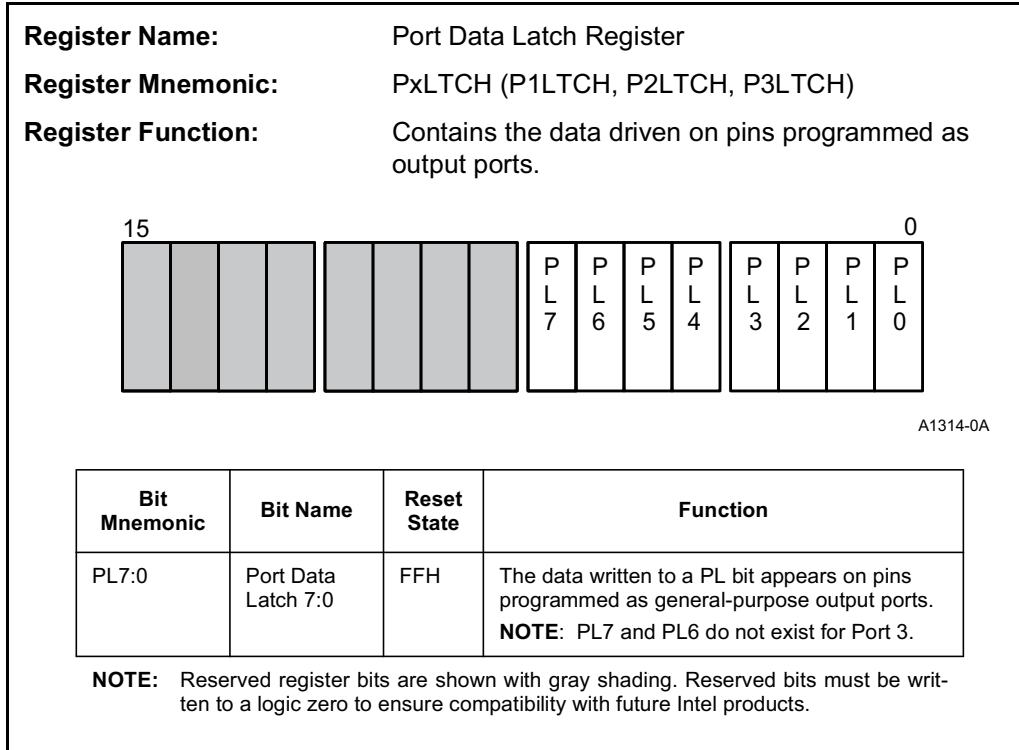 Register Name: Port Data Latch Register
Register Mnemonic: PxLTCH (P1LTCH, P2LTCH, P3LTCH)
Register Function: Contains the data driven on pins programmed as
output ports.
15 0
P P P P P P P P
L L L L L L L L
7 6 5 4 3 2 1 0
A1314-0A
Bit Mnemonic Bit Name Reset State Function
PL7:0 Port Data FFH The data written to a PL bit appears on pins
Latch 7:0 programmed as general-purpose output ports.
NOTE: PL7 and PL6 do not exist for Port 3.
NOTE: Reserved register bits are shown with gray shading. Reserved bits must be writ-
ten to a logic zero to ensure compatibility with future Intel products.